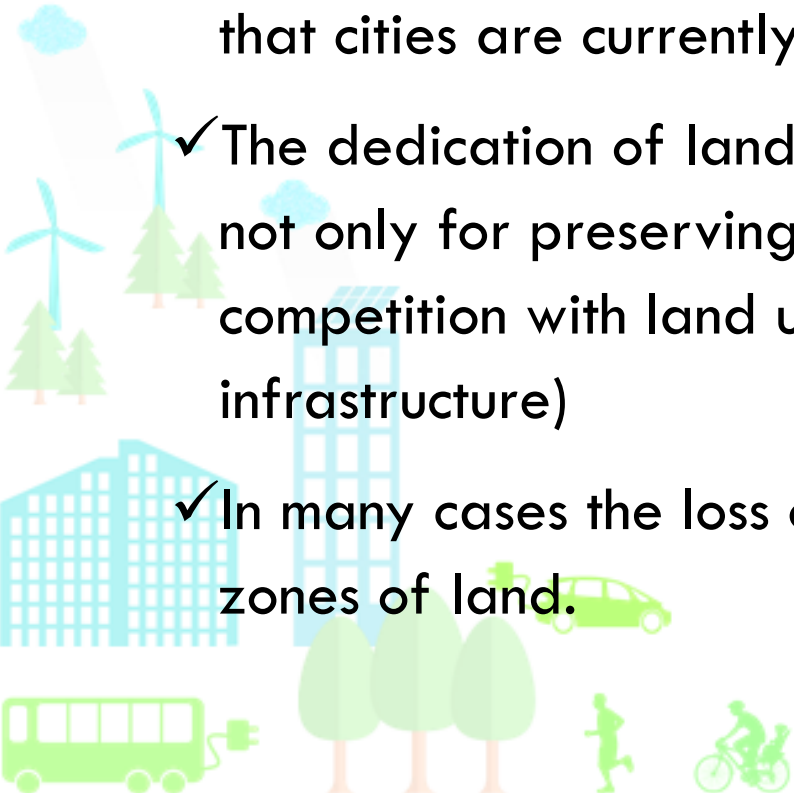 that cities are currently
✓The dedication of land
not only for preserving
competition with land
infrastructure)
✓In many cases the loss
zones of land.